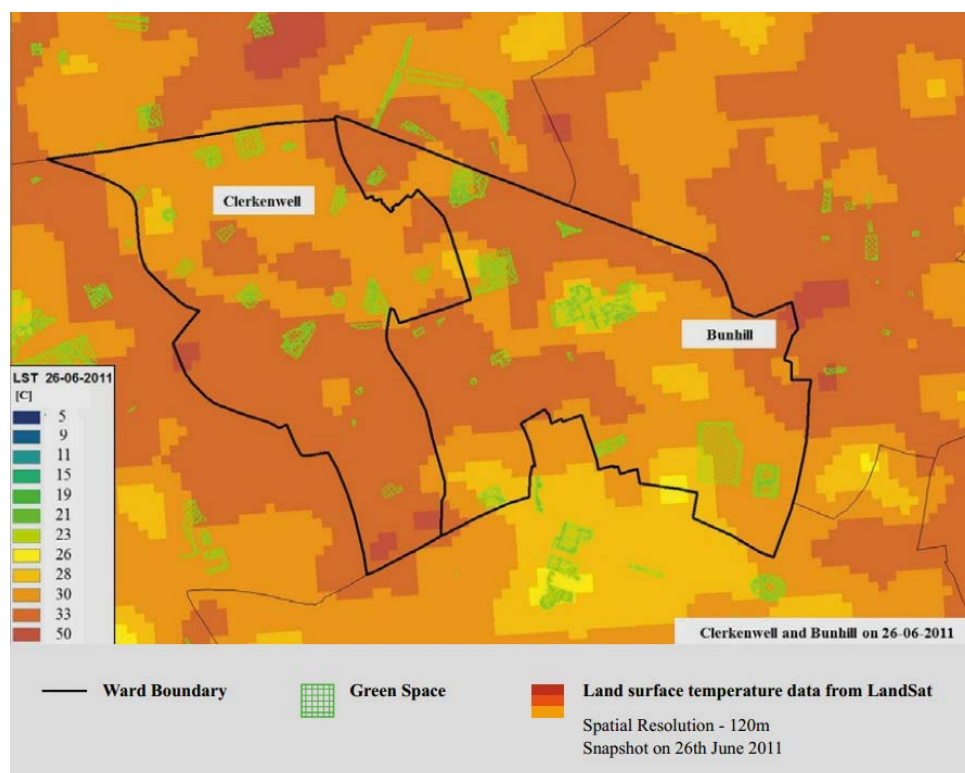 Clerkenwell
Bunhill
LST 26-06-2011
[C]
5
9
11
15
19
21
23
26
28
30
33
50
Clerkenwell and Bunhill on 26-06-2011
Ward Boundary
Green Space
Land surface temperature data from LandSat
Spatial Resolution - 120m
Snapshot on 26th June 2011